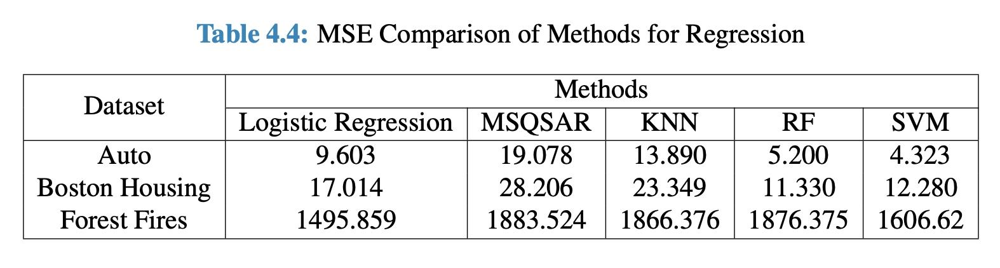 Table 4.4: MSE Comparison of Methods for Regression
Dataset Methods
Logistic Regression MSQSAR KNN RF SVM
Auto 9.603 19.078 13.890 5.200 4.323
Boston Housing 17.014 28.206 23.349 11.330 12.280
Forest Fires 1495.859 1883.524 1866.376 1876.375 1606.62